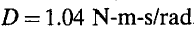 D = 1.04 N-m-s/rad